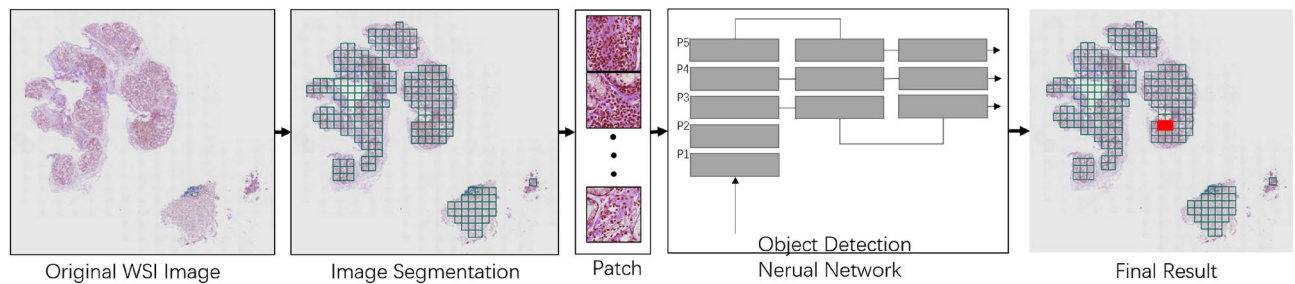 P5
P4
P3
P2
P1
Original WSI Image
Image Segmentation
Patch
Object Detection
Nerual Network
Final Result